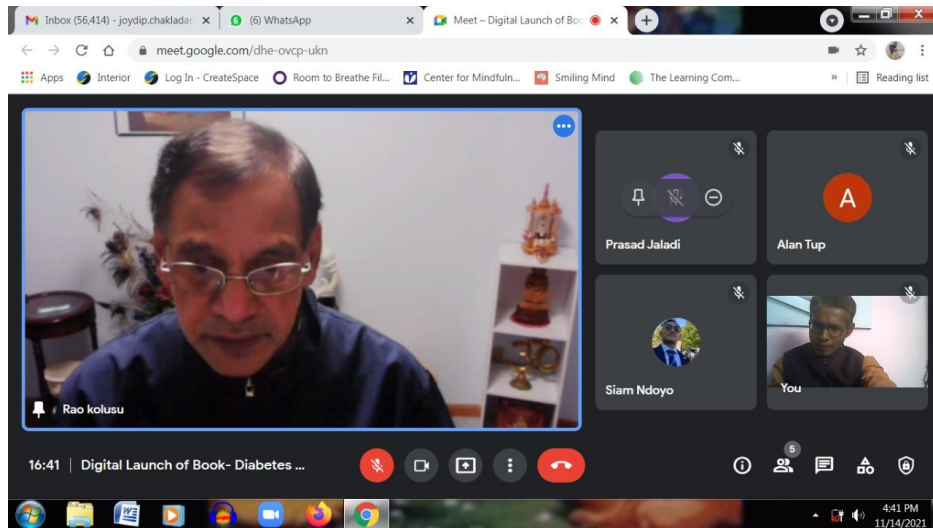 Inbox (56,414) - joydip.chakladar
(6) WhatsApp
Meet – Digital Launch of Boo
meet.google.com/dhe-ovcp-ukn
Apps
Interior
Log In - CreateSpace
Room to Breathe Fil...
Center for Mindfuln...
Smiling Mind
The Learning Com...
»
Reading list
Prasad Jaladi
A
Alan Tup
Rao kolusu
Siam Ndoyo
You
16:41 | Digital Launch of Book- Diabetes ...
5
4:41 PM
11/14/2021